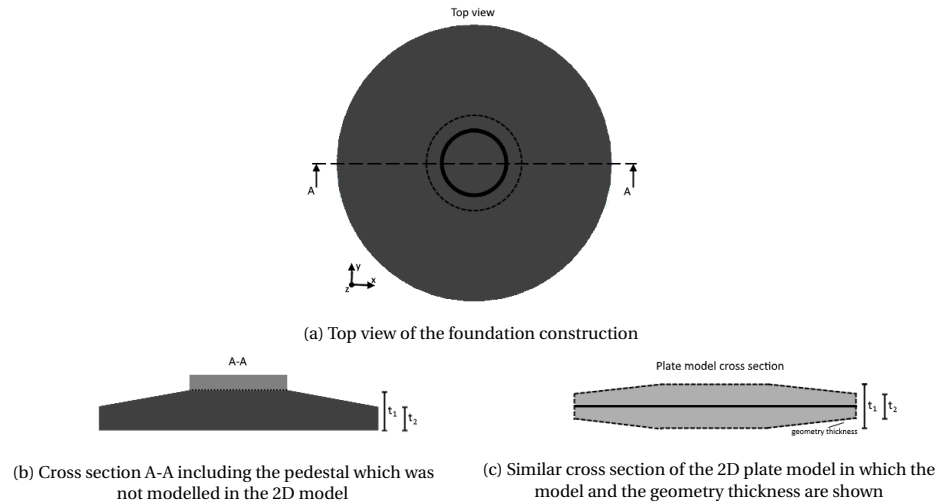 Top view
A A
y
x
z
(a) Top view of the foundation construction
A-A
t1
t2
(b) Cross section A-A including the pedestal which was
not modelled in the 2D model
Plate model cross section
t1
t2
geometry thickness
(c) Similar cross section of the 2D plate model in which the
model and the geometry thickness are shown